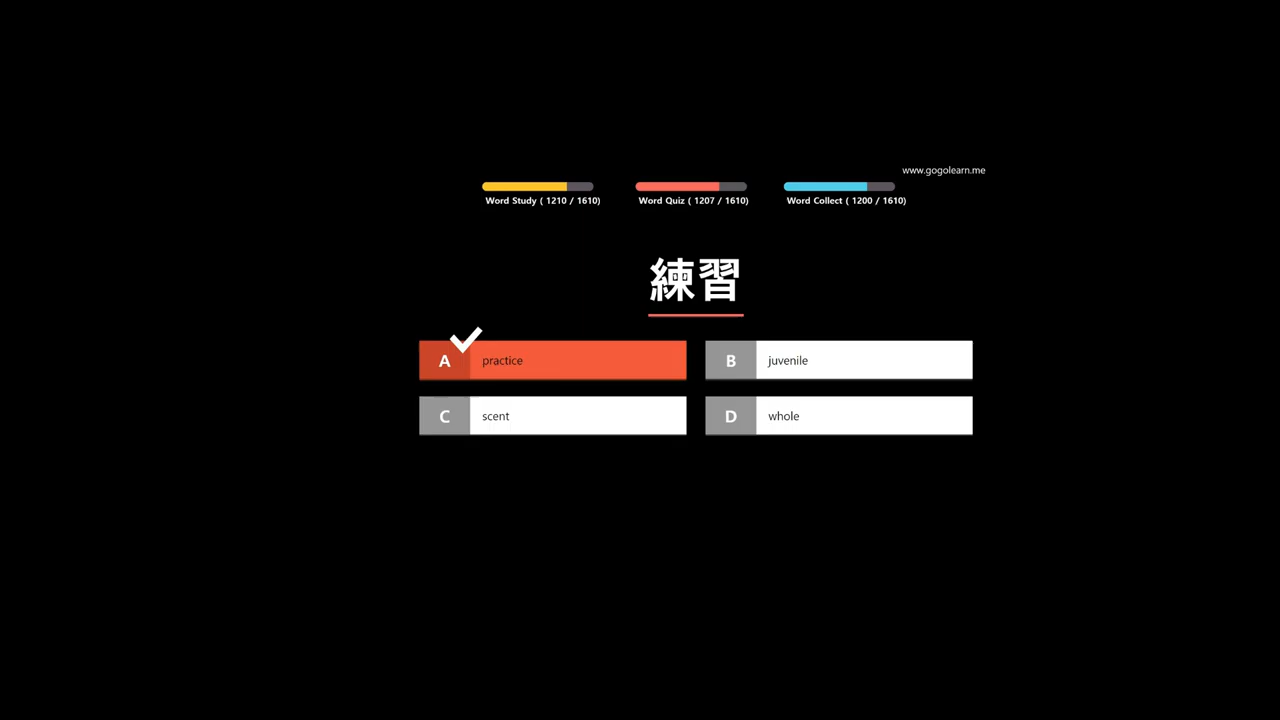 www.gogolearn.me
Word Study ( 1210 / 1610)
Word Quiz ( 1207 / 1610)
Word Collect ( 1200 / 1610)
練習
A practice
B juvenile
C scent
D whole